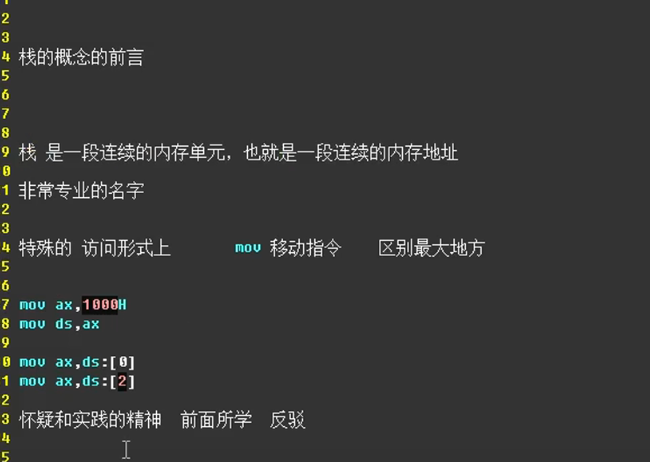 1
2
3
4 栈的概念的前言
5
6
7
8
9 栈 是一段连续的内存单元，也就是一段连续的内存地址
0
1 非常专业的名字
2
3
4 特殊的 访问形式上 mov 移动指令 区别最大地方
5
6
7 mov ax,1000H
8 mov ds,ax
9
0 mov ax,ds:[0]
1 mov ax,ds:[2]
2
3 怀疑和实践的精神 前面所学 反驳
4
5